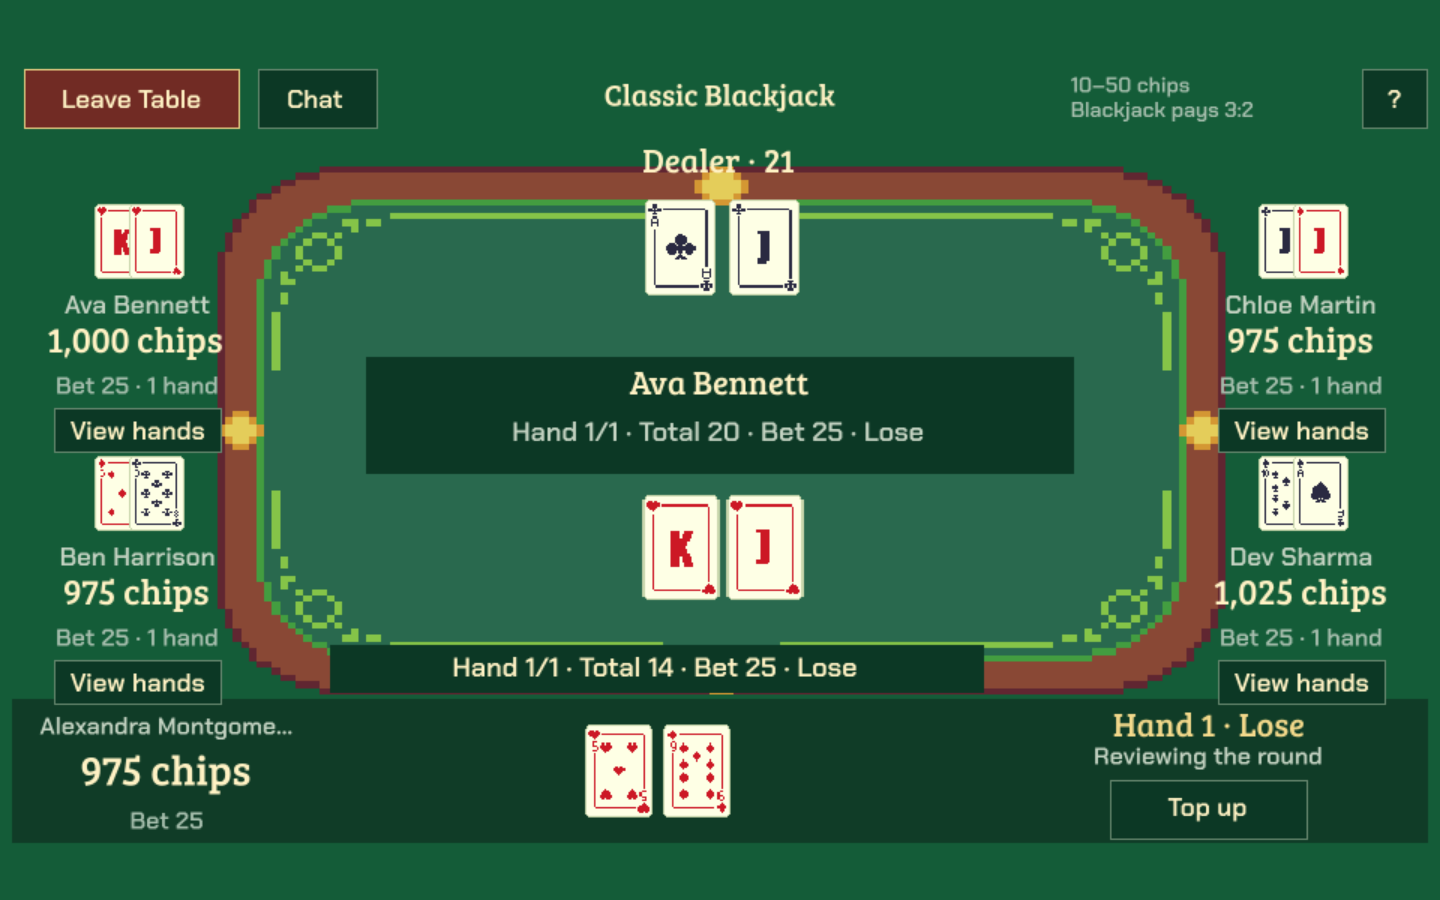 Leave Table
Chat
Classic Blackjack
10–50 chips
Blackjack pays 3:2
?
Dealer · 21
A
J
K J
Ava Bennett
1,000 chips
Bet 25 · 1 hand
View hands
J J
Chloe Martin
975 chips
Bet 25 · 1 hand
View hands
Ava Bennett
Hand 1/1 · Total 20 · Bet 25 · Lose
K
J
Ben Harrison
975 chips
Bet 25 · 1 hand
View hands
10 A
Dev Sharma
1,025 chips
Bet 25 · 1 hand
View hands
Hand 1/1 · Total 14 · Bet 25 · Lose
Alexandra Montgome...
975 chips
Bet 25
5
9
Hand 1 · Lose
Reviewing the round
Top up